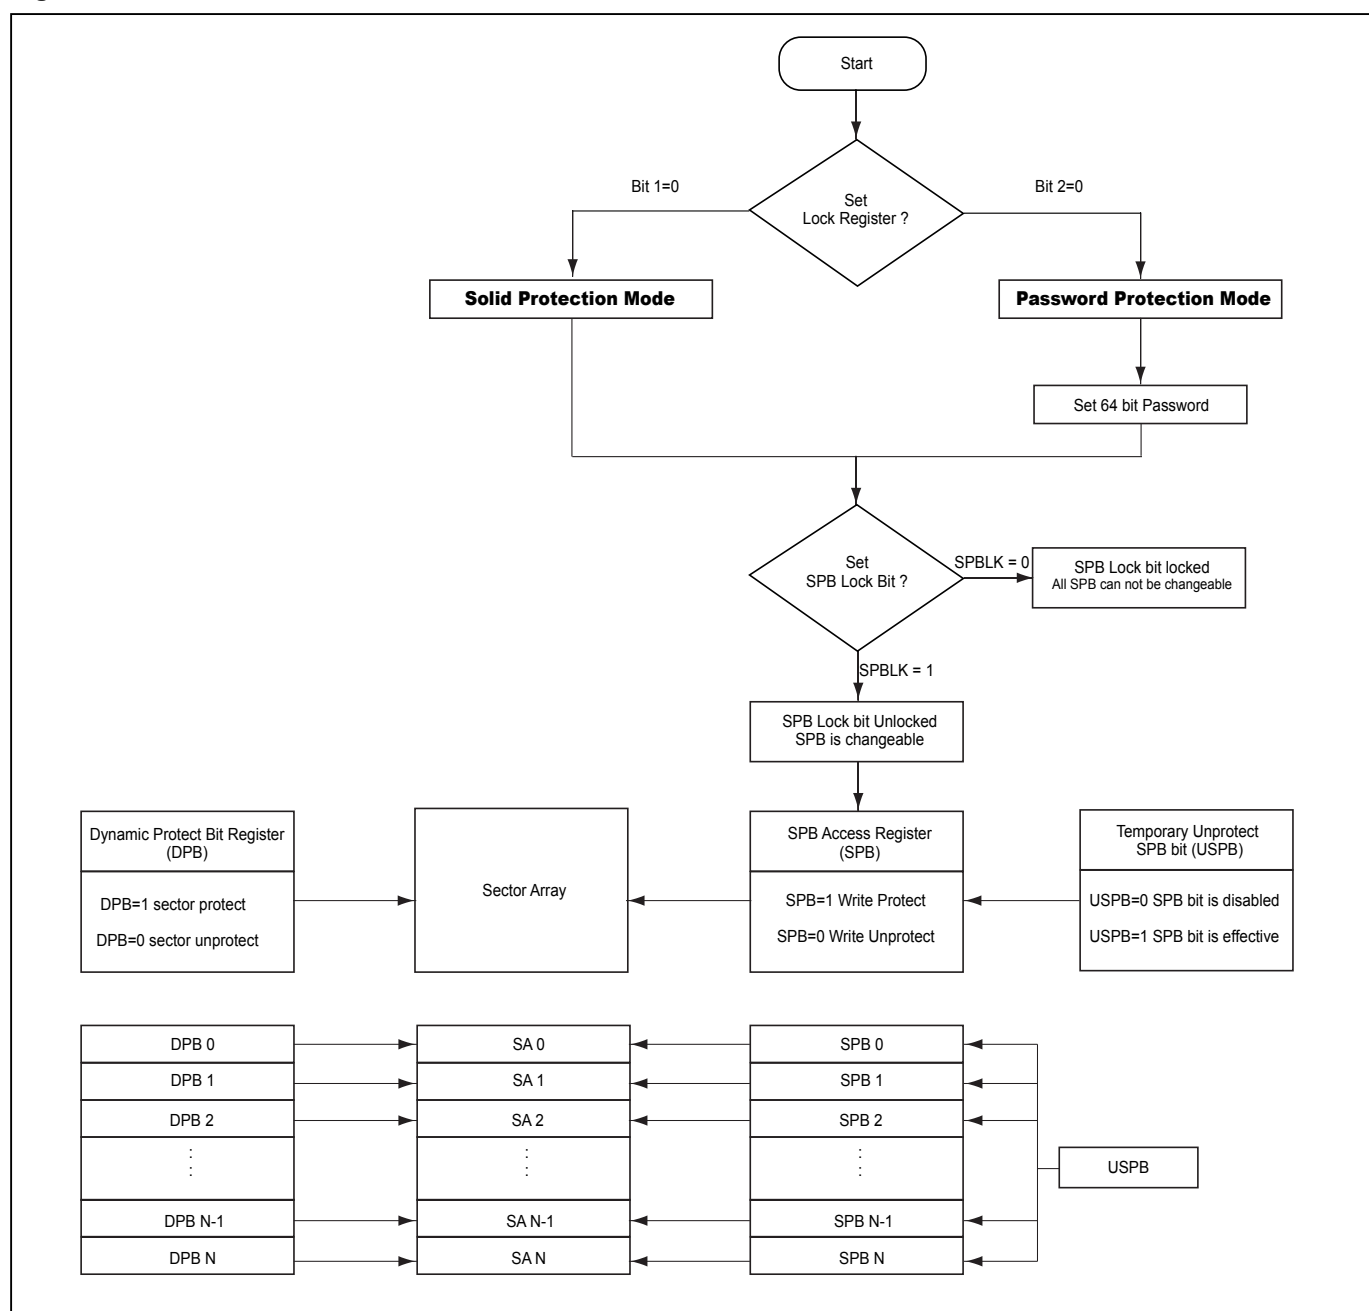 Start
Bit 1=0
Bit 2=0
Set
Lock Register ?
Solid Protection Mode
Password Protection Mode
Set 64 bit Password
Set
SPB Lock Bit ?
SPBLK = 0
SPB Lock bit locked
All SPB can not be changeable
SPBLK = 1
SPB Lock bit Unlocked
SPB is changeable
Dynamic Protect Bit Register
(DPB)
DPB=1 sector protect
DPB=0 sector unprotect
Sector Array
SPB Access Register
(SPB)
SPB=1 Write Protect
SPB=0 Write Unprotect
Temporary Unprotect
SPB bit (USPB)
USPB=0 SPB bit is disabled
USPB=1 SPB bit is effective
DPB 0
SA 0
SPB 0
DPB 1
SA 1
SPB 1
DPB 2
SA 2
SPB 2
USPB
DPB N-1
SA N-1
SPB N-1
DPB N
SA N
SPB N